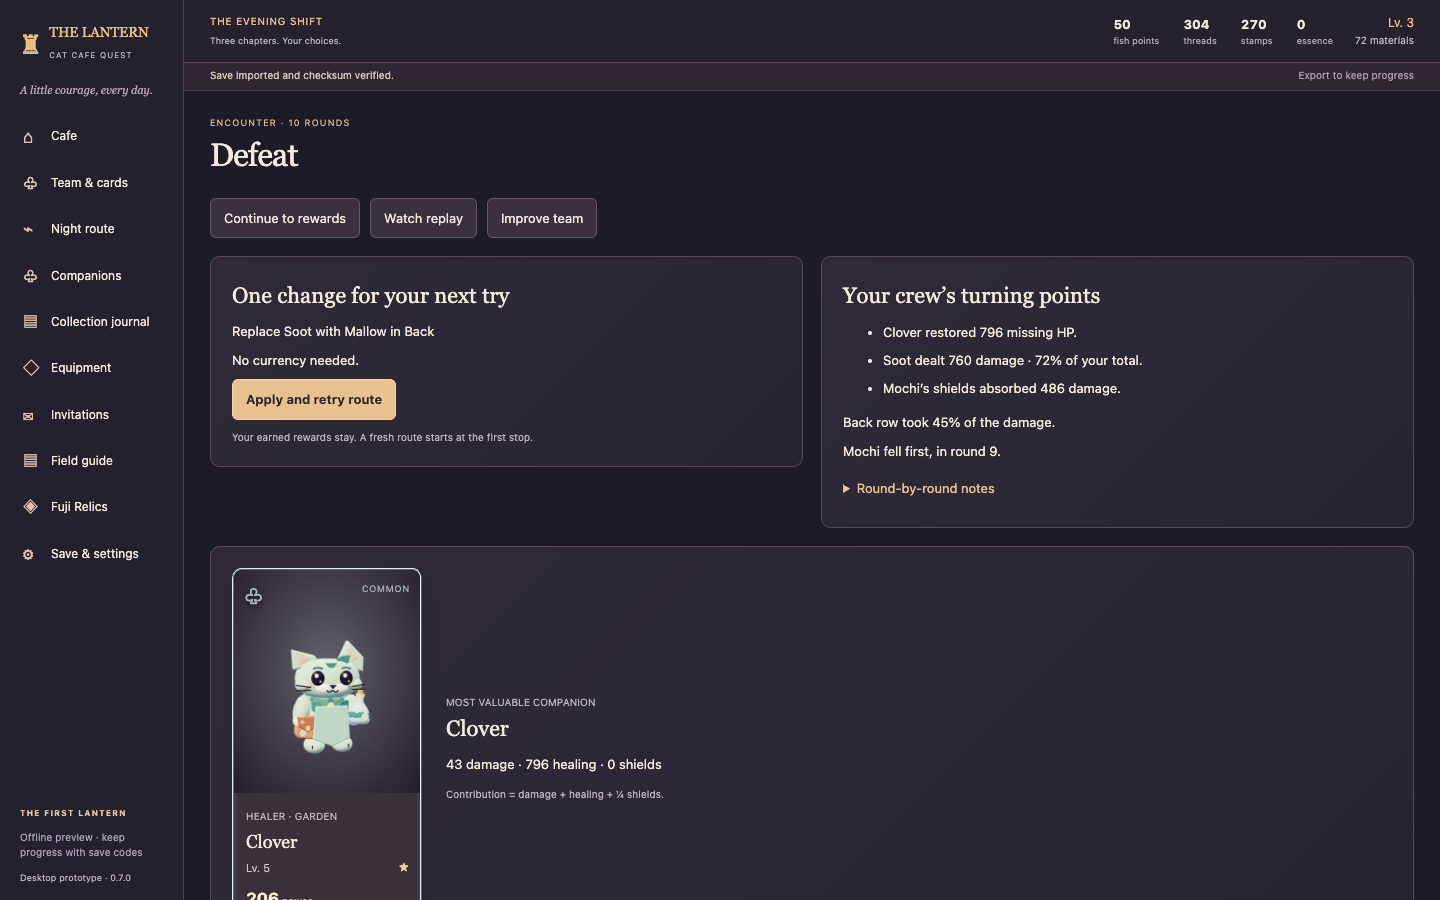 THE LANTERN
CAT CAFE QUEST
A little courage, every day.
Cafe
Team & cards
Night route
Companions
Collection journal
Equipment
Invitations
Field guide
Fuji Relics
Save & settings
THE FIRST LANTERN
Offline preview · keep
progress with save codes
Desktop prototype · 0.7.0
THE EVENING SHIFT
Three chapters. Your choices.
50
fish points
304
threads
270
stamps
0
essence
Lv. 3
72 materials
Save imported and checksum verified.
Export to keep progress
ENCOUNTER · 10 ROUNDS
Defeat
Continue to rewards
Watch replay
Improve team
One change for your next try
Replace Soot with Mallow in Back
No currency needed.
Apply and retry route
Your earned rewards stay. A fresh route starts at the first stop.
Your crew’s turning points
• Clover restored 796 missing HP.
• Soot dealt 760 damage · 72% of your total.
• Mochi’s shields absorbed 486 damage.
Back row took 45% of the damage.
Mochi fell first, in round 9.
Round-by-round notes
COMMON
HEALER · GARDEN
Clover
Lv. 5
206
MOST VALUABLE COMPANION
Clover
43 damage · 796 healing · 0 shields
Contribution = damage + healing + ¼ shields.